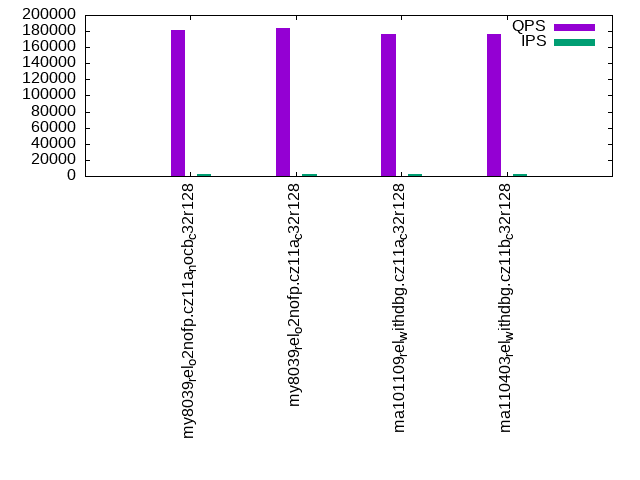 200000
180000
160000
140000
120000
100000
80000
60000
40000
20000
0
QPS
IPS
my8039relo2nofp.cz11anocbc32r128
my8039relo2nofp.cz11ac32r128
ma101109relwithdbg.cz11ac32r128
ma110403relwithdbg.cz11bc32r128